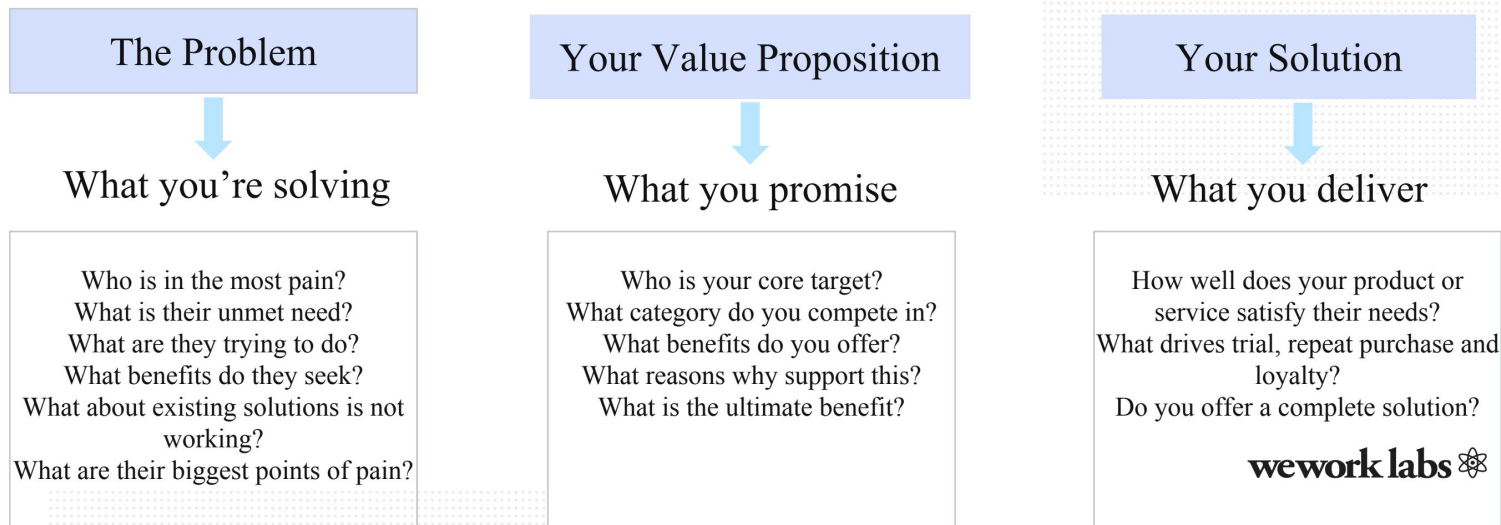 The Problem
What you’re solving
Who is in the most pain?
What is their unmet need?
What are they trying to do?
What benefits do they seek?
What about existing solutions is not
working?
What are their biggest points of pain?
Your Value Proposition
What you promise
Who is your core target?
What category do you compete in?
What benefits do you offer?
What reasons why support this?
What is the ultimate benefit?
Your Solution
What you deliver
How well does your product or
service satisfy their needs?
What drives trial, repeat purchase and
loyalty?
Do you offer a complete solution?
wework labs